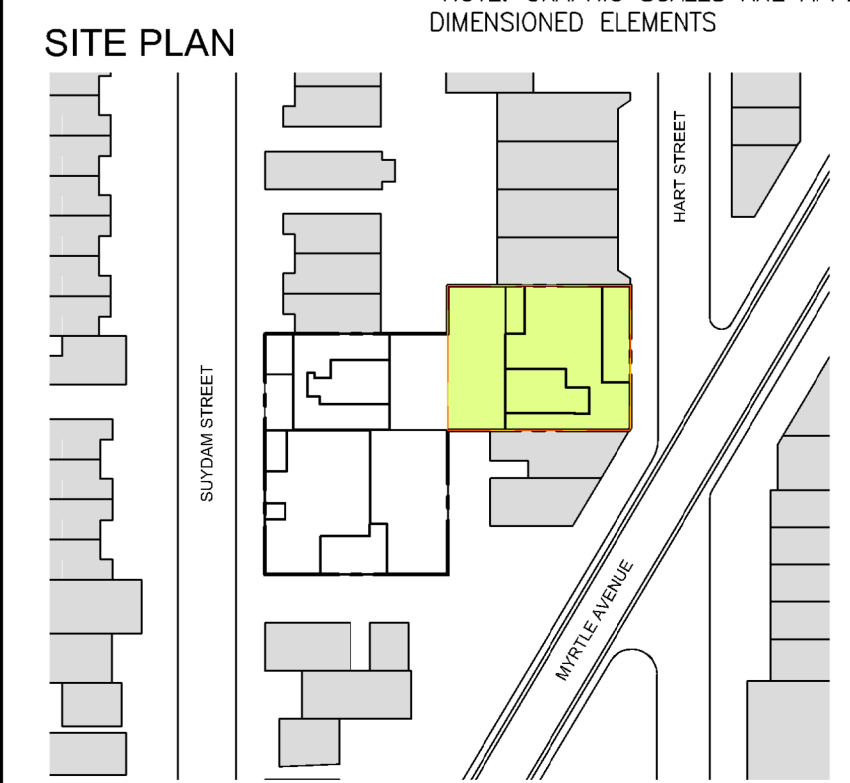 DIMENSIONED ELEMENTS
SITE PLAN
HART STREET
SUYDAM STREET
MYRTLE AVENUE